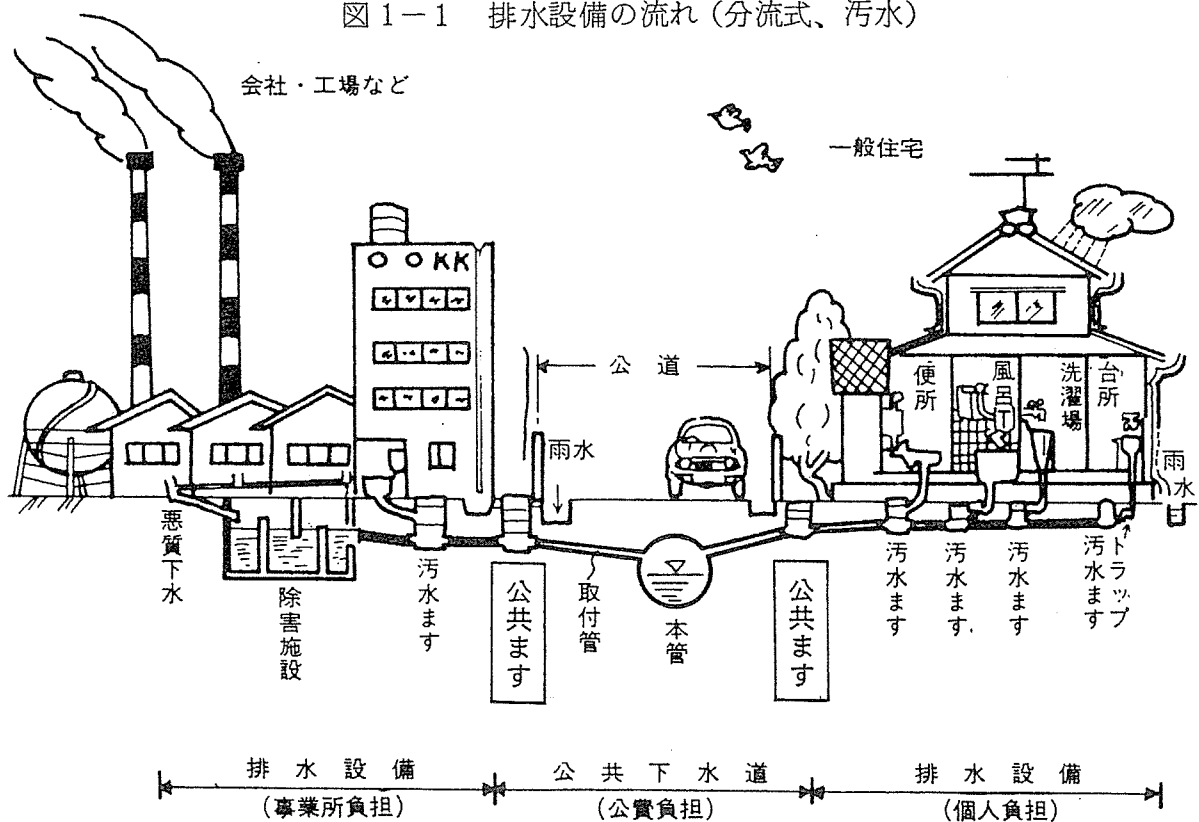 図1－1 排水設備の流れ（分流式、汚水）
会社・工場など
一般住宅
○ ○ KK
公道
便所
風呂
洗濯場
台所
雨水
雨水
悪質下水
除害施設
汚水ます
公共ます
取付管
本管
公共ます
汚水ます
汚水ます
汚水ます
汚水ます
トラップ
排水設備
（事業所負担）
公共下水道
（公費負担）
排水設備
（個人負担）